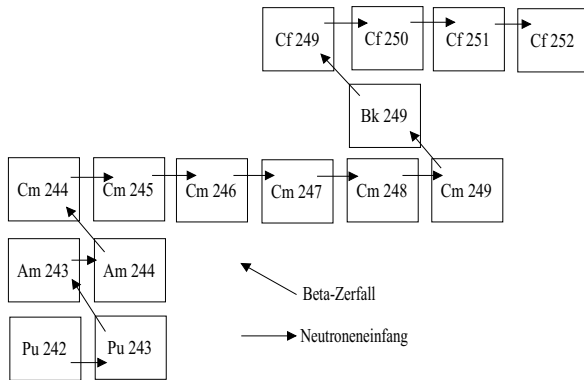 Cf 249 Cf 250 Cf 251 Cf 252
Bk 249
Cm 244 Cm 245 Cm 246 Cm 247 Cm 248 Cm 249
Am 243 Am 244
Beta-Zerfall
Pu 242 Pu 243 Neutroneneinfang